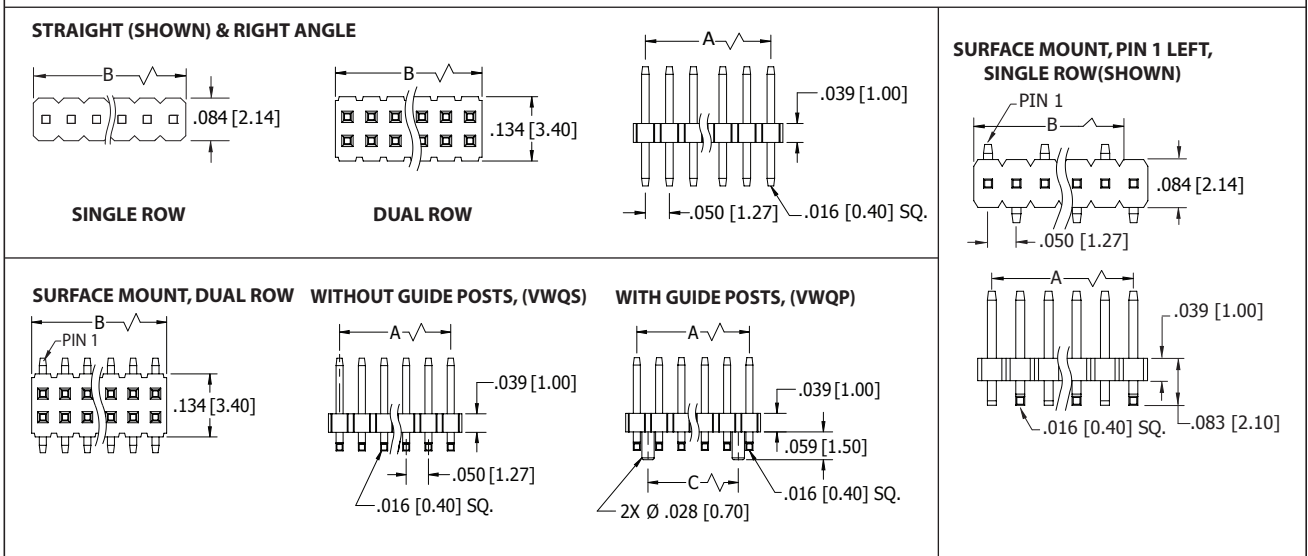 STRAIGHT (SHOWN) & RIGHT ANGLE
B
.084 [2.14]
SINGLE ROW
B
.134 [3.40]
DUAL ROW
A
.039 [1.00]
.050 [1.27]
.016 [0.40] SQ.
SURFACE MOUNT, PIN 1 LEFT,
SINGLE ROW(SHOWN)
PIN 1
B
.084 [2.14]
.050 [1.27]
A
.039 [1.00]
.016 [0.40] SQ.
.083 [2.10]
SURFACE MOUNT, DUAL ROW
B
PIN 1
.134 [3.40]
WITHOUT GUIDE POSTS, (VWQS)
A
.039 [1.00]
.050 [1.27]
.016 [0.40] SQ.
WITH GUIDE POSTS, (VWQP)
A
.039 [1.00]
.059 [1.50]
C
.016 [0.40] SQ.
2X Ø .028 [0.70]